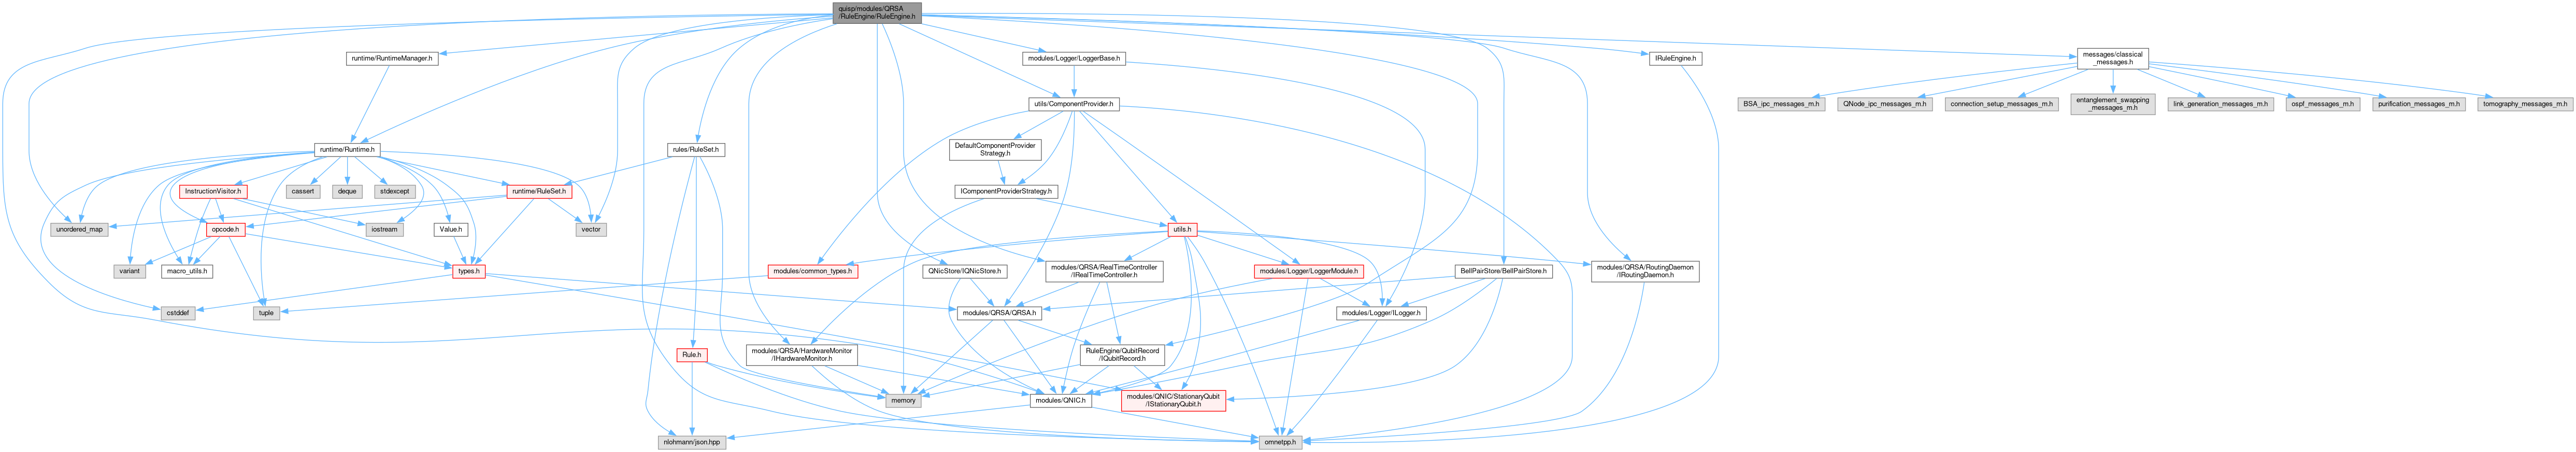 quisp/modules/QRSA
/RuleEngine/RuleEngine.h
runtime/RuntimeManager.h
modules/Logger/LoggerBase.h
IRuleEngine.h
messages/classical
_messages.h
utils/ComponentProvider.h
BSA_ipc_messages_m.h
QNode_ipc_messages_m.h
connection_setup_messages_m.h
entanglement_swapping
_messages_m.h
link_generation_messages_m.h
ospf_messages_m.h
purification_messages_m.h
tomography_messages_m.h
runtime/Runtime.h
rules/RuleSet.h
DefaultComponentProvider
Strategy.h
InstructionVisitor.h
cassert
deque
stdexcept
runtime/RuleSet.h
IComponentProviderStrategy.h
unordered_map
opcode.h
iostream
Value.h
vector
utils.h
variant
macro_utils.h
types.h
modules/common_types.h
QNicStore/IQNicStore.h
modules/QRSA/RealTimeController
/IRealTimeController.h
modules/Logger/LoggerModule.h
BellPairStore/BellPairStore.h
modules/QRSA/RoutingDaemon
/IRoutingDaemon.h
cstddef
tuple
modules/QRSA/QRSA.h
modules/Logger/ILogger.h
Rule.h
modules/QRSA/HardwareMonitor
/IHardwareMonitor.h
RuleEngine/QubitRecord
/IQubitRecord.h
memory
modules/QNIC.h
modules/QNIC/StationaryQubit
/IStationaryQubit.h
nlohmann/json.hpp
omnetpp.h